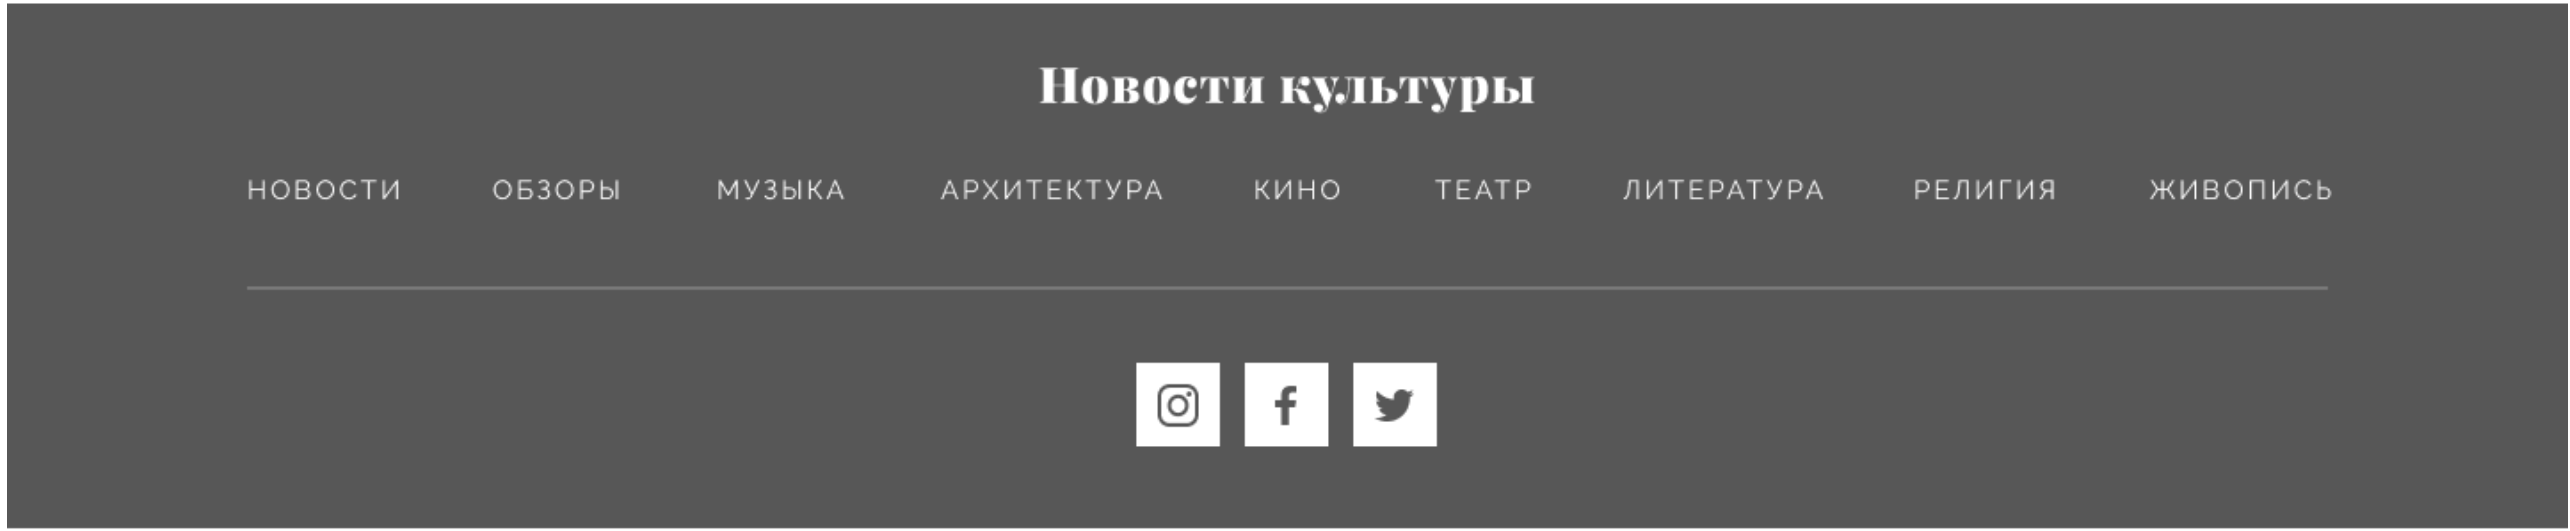 Новости культуры
НОВОСТИ ОБЗОРЫ МУЗЫКА АРХИТЕКТУРА КИНО ТЕАТР ЛИТЕРАТУРА РЕЛИГИЯ ЖИВОПИСЬ